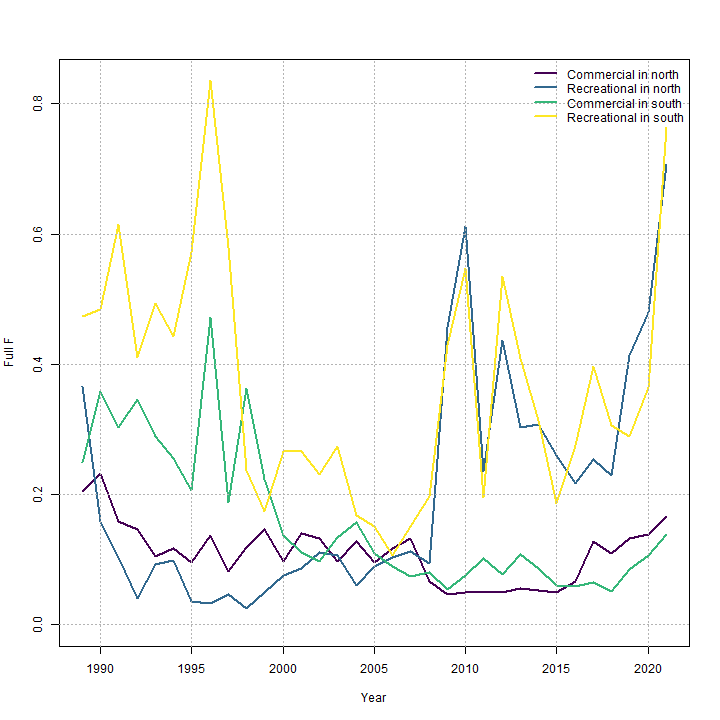 Commercial in north
Recreational in north
Commercial in south
Recreational in south
0.8
0.6
0.4
0.2
0.0
Full F
1990 1995 2000 2005 2010 2015 2020
Year